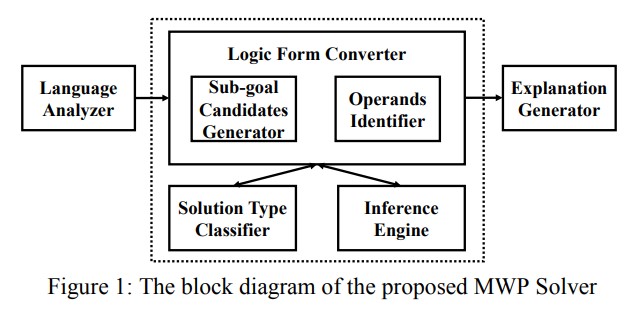 Logic Form Converter
Language
Analyzer
Sub-goal
Candidates
Generator
Operands
Identifier
Explanation
Generator
Solution Type
Classifier
Inference
Engine
Figure 1: The block diagram of the proposed MWP Solver